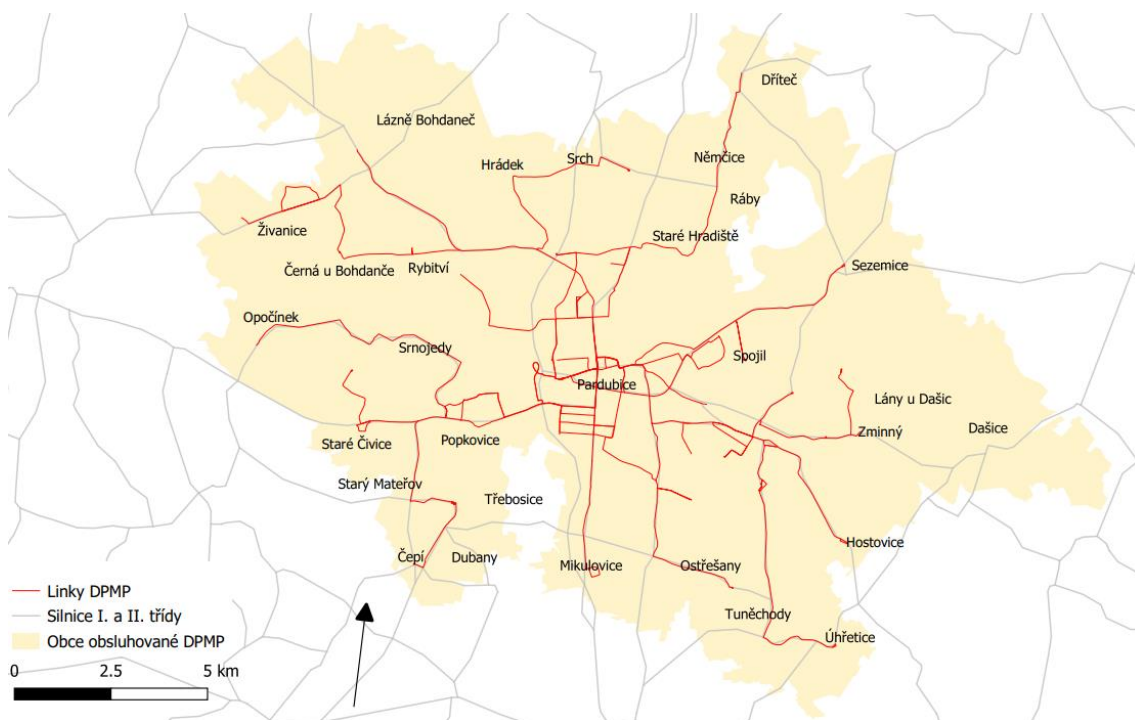 Dříteč
Lázně Bohdaneč
Němčice
Srch
Hrádek
Ráby
Živanice
Staré Hradiště
Černá u Bohdanče
Rybitví
Sezemice
Opočínek
Srnojedy
Spojil
Pardubice
Lány u Dašic
Dašice
Zminný
Staré Čivice
Popkovice
Starý Mateřov
Třebosice
Hostovice
Čepí
Dubany
Mikulovice
Ostřešany
Tuněchody
Úhřetice
Linky DPMP
Silnice I. a II. třídy
Obce obsluhované DPMP
0 2.5 5 km